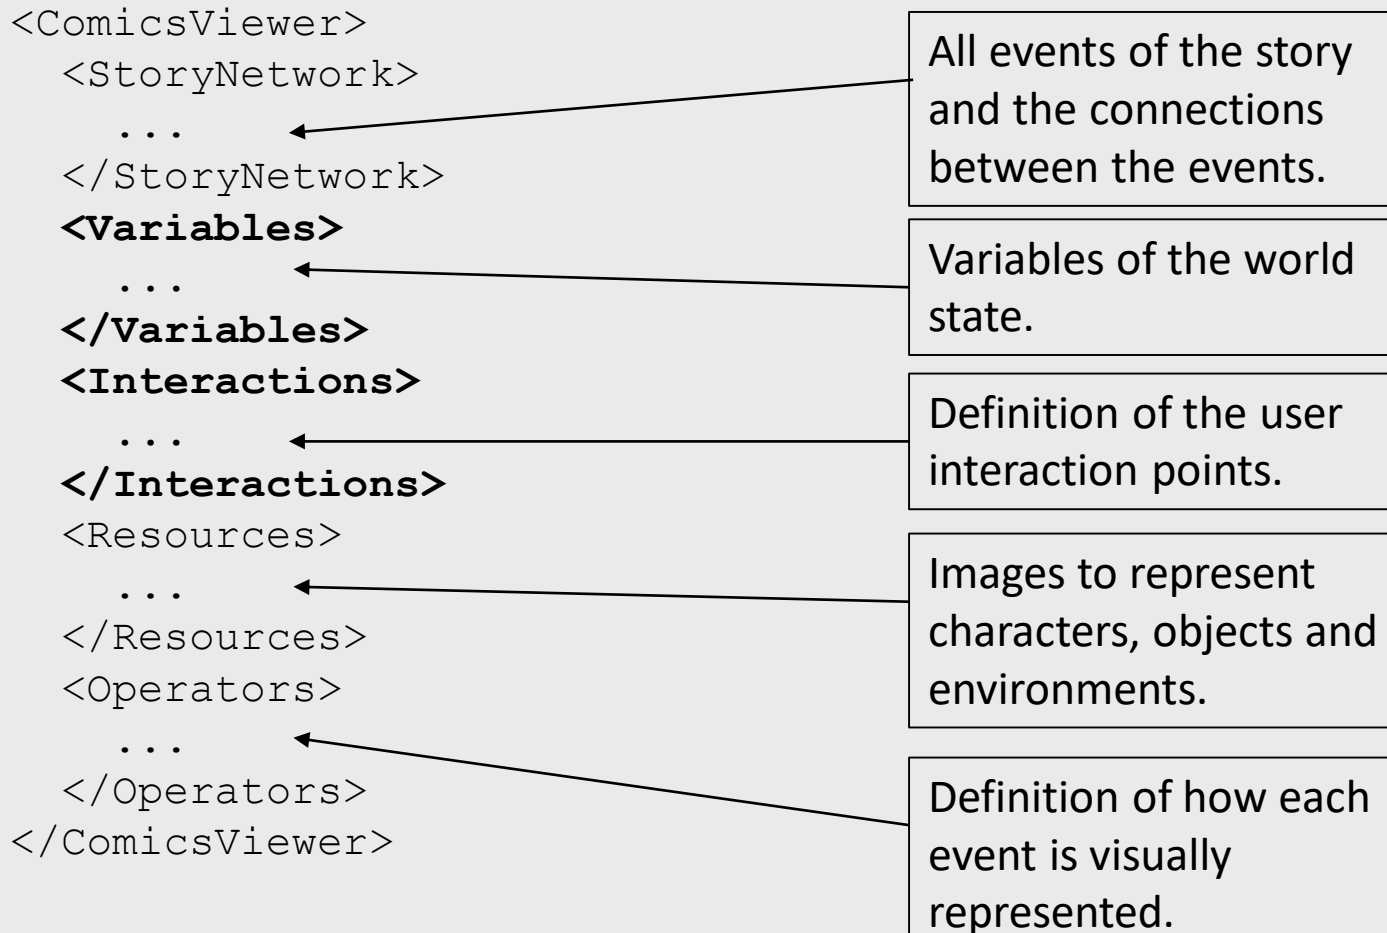 <ComicsViewer>
<StoryNetwork>
...
</StoryNetwork>
<Variables>
...
</Variables>
<Interactions>
...
</Interactions>
<Resources>
...
</Resources>
<Operators>
...
</Operators>
</ComicsViewer>
All events of the story
and the connections
between the events.
Variables of the world
state.
Definition of the user
interaction points.
Images to represent
characters, objects and
environments.
Definition of how each
event is visually
represented.